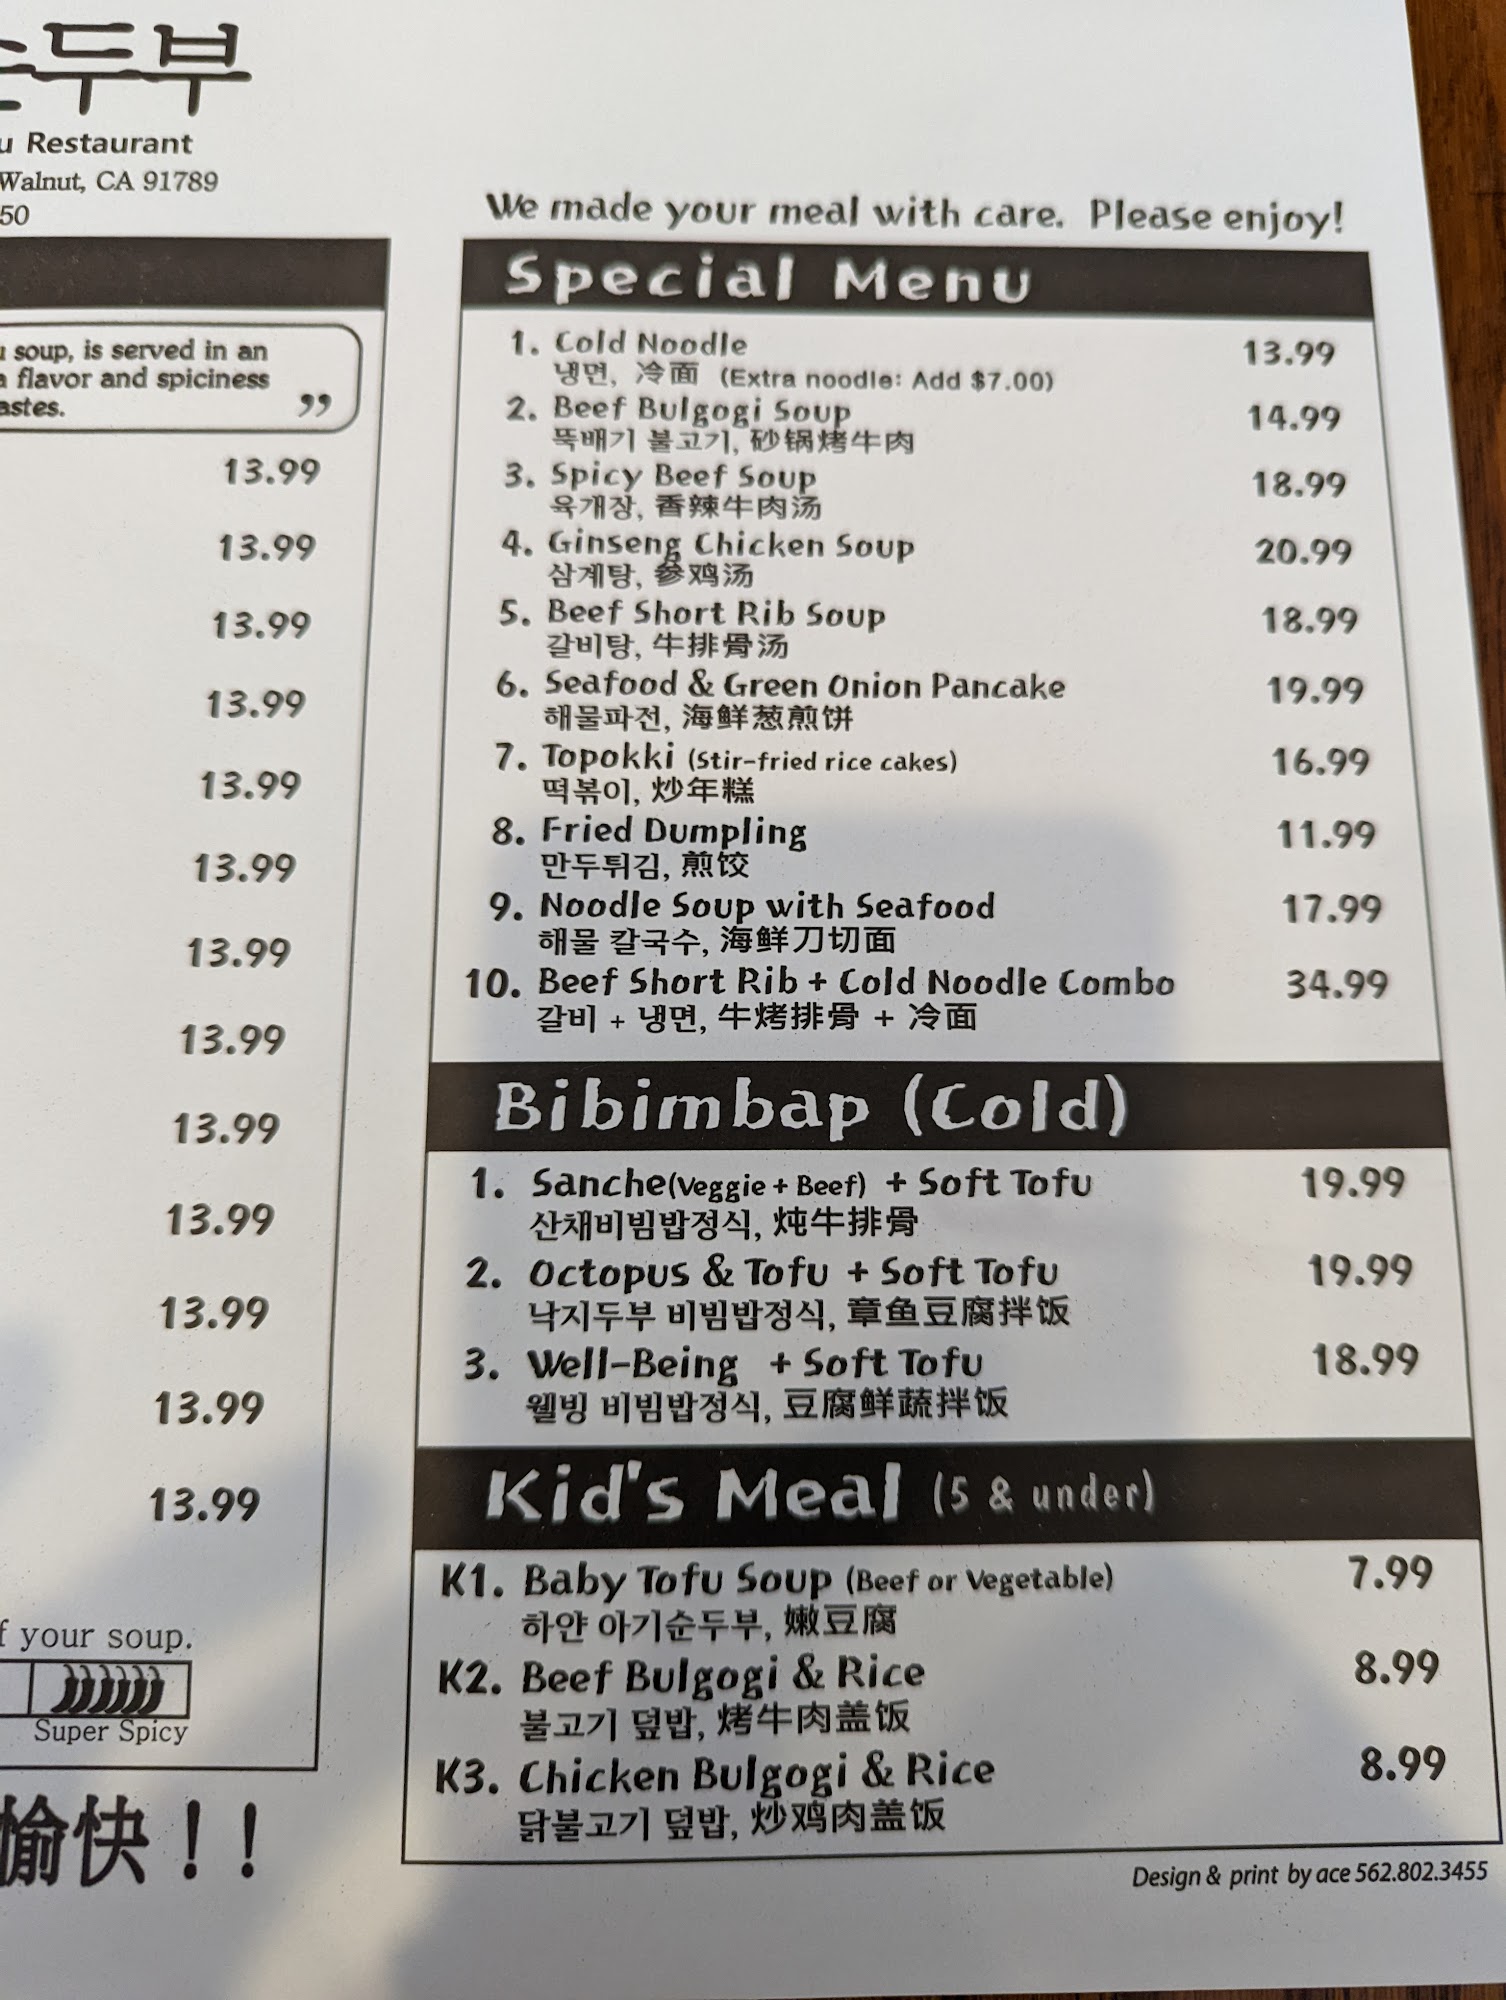 두부
Restaurant
Walnut, CA 91789
50
soup, is served in an
flavor and spiciness
”
13.99
13.99
13.99
13.99
13.99
13.99
13.99
13.99
13.99
13.99
13.99
13.99
13.99
your soup.
Super Spicy
愉快！！
We made your meal with care. Please enjoy!
Special Menu
1. Cold Noodle 13.99
냉면, 冷面 (Extra noodle: Add $7.00)
2. Beef Bulgogi Soup 14.99
뚝배기 불고기, 砂锅烤牛肉
3. Spicy Beef Soup 18.99
육개장, 香辣牛肉汤
4. Ginseng Chicken Soup 20.99
삼계탕, 参鸡汤
5. Beef Short Rib Soup 18.99
갈비탕, 牛排骨汤
6. Seafood & Green Onion Pancake 19.99
해물파전, 海鲜葱煎饼
7. Topokki (Stir-fried rice cakes) 16.99
떡볶이, 炒年糕
8. Fried Dumpling 11.99
만두튀김, 煎饺
9. Noodle Soup with Seafood 17.99
해물 칼국수, 海鲜刀切面
10. Beef Short Rib + Cold Noodle Combo 34.99
갈비 + 냉면, 牛烤排骨 + 冷面
Bibimbap (Cold)
1. Sanche(Veggie + Beef) + Soft Tofu 19.99
산채비빔밥정식, 炖牛排骨
2. Octopus & Tofu + Soft Tofu 19.99
낙지두부 비빔밥정식, 章鱼豆腐拌饭
3. Well-Being + Soft Tofu 18.99
웰빙 비빔밥정식, 豆腐鲜蔬拌饭
Kid's Meal (5 & under)
K1. Baby Tofu Soup (Beef or Vegetable) 7.99
하얀 아기순두부, 嫩豆腐
K2. Beef Bulgogi & Rice 8.99
불고기 덮밥, 烤牛肉盖饭
K3. Chicken Bulgogi & Rice 8.99
닭불고기 덮밥, 炒鸡肉盖饭
Design & print by ace 562.802.3455